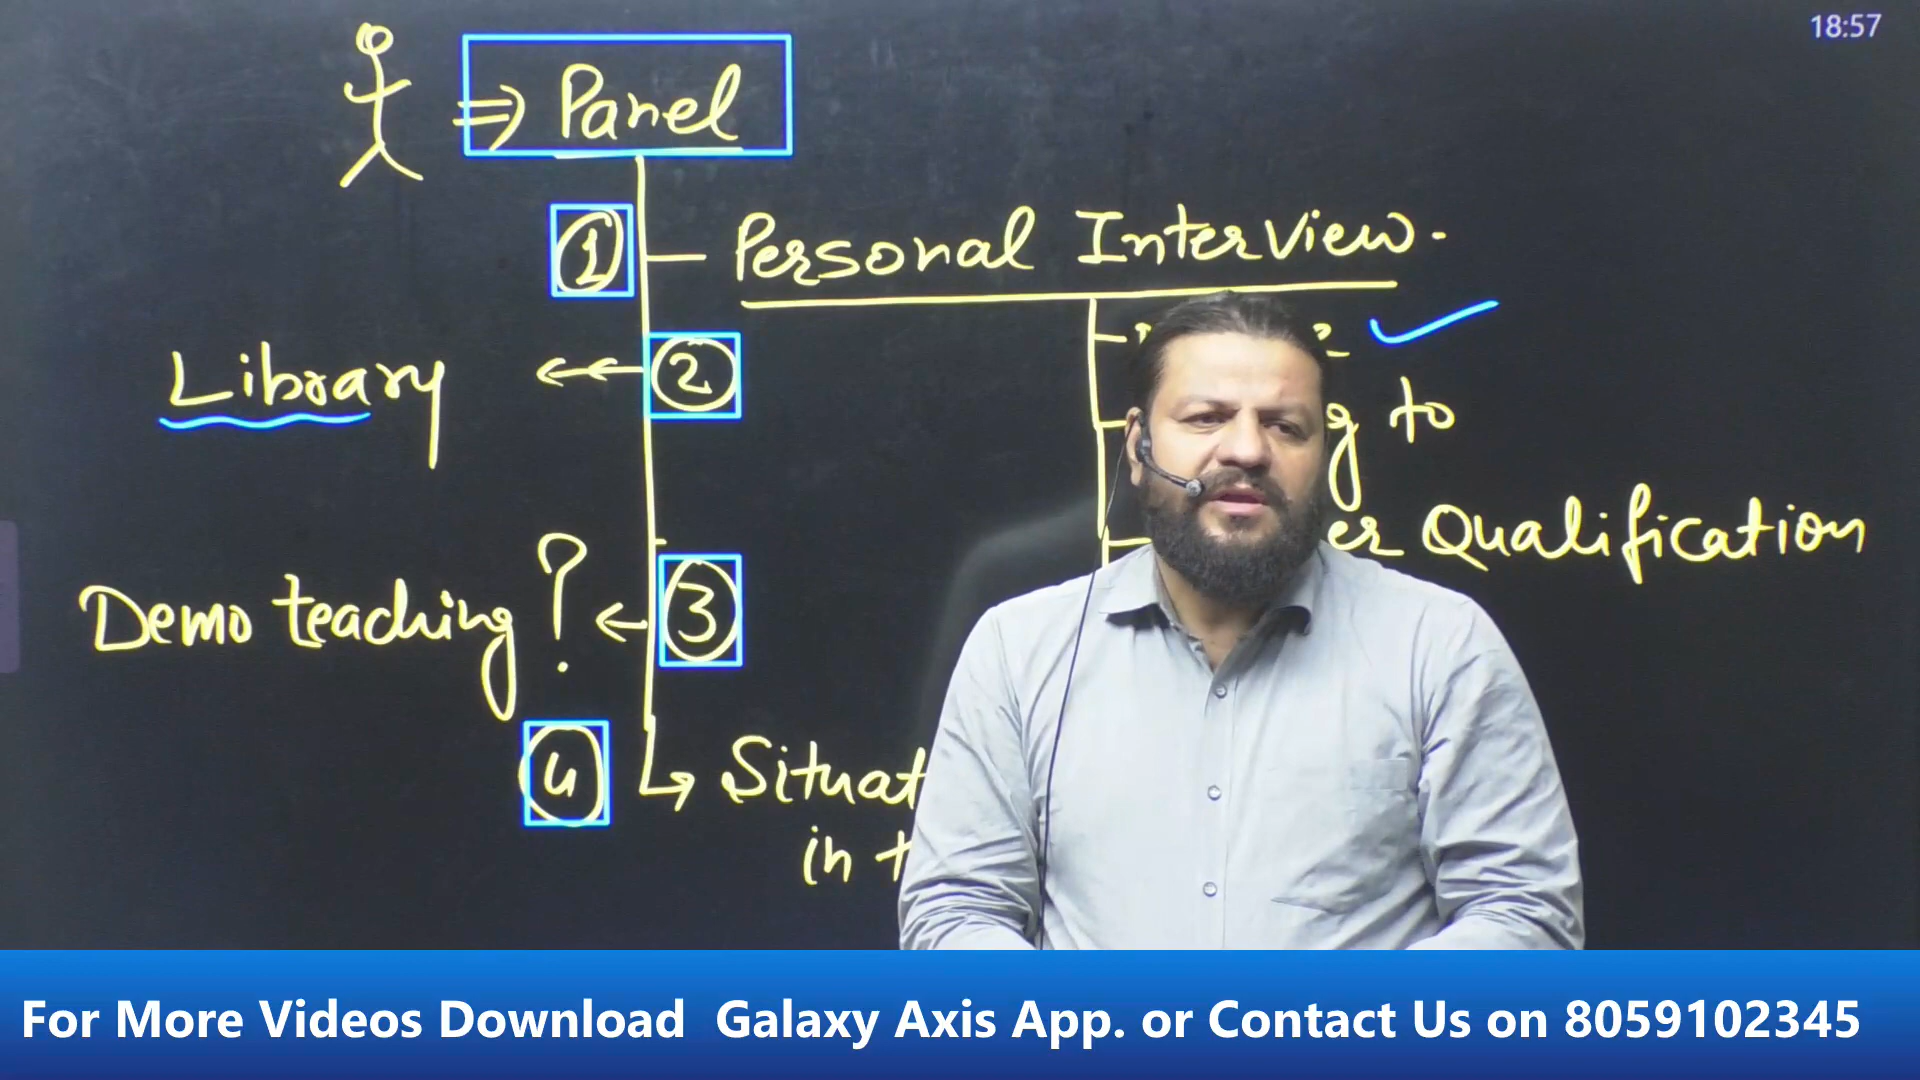 18:57
⇒ Panel
1 Personal Interview.
Library 2
to
Qualification
Demo teaching ? 3
4
in
For More Videos Download Galaxy Axis App. or Contact Us on 8059102345